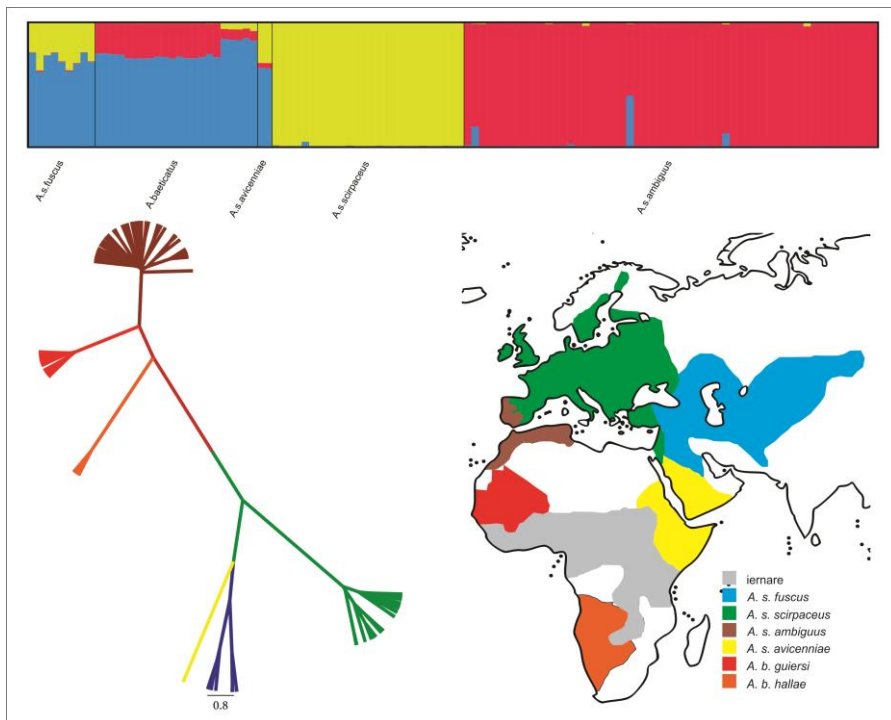 A.s.fuscus
A.baeticatus
A.s.avicenniae
A.s.scirpaceus
A.s.ambiguus
0.8
iernare
A. s. fuscus
A. s. scirpaceus
A. s. ambiguus
A. s. avicenniae
A. b. guiersi
A. b. hallae